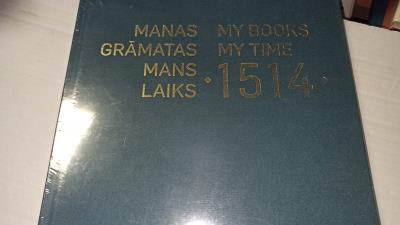 MANAS
GRĀMATAS
MANS
LAIKS
MY BOOKS
MY TIME
·1514·